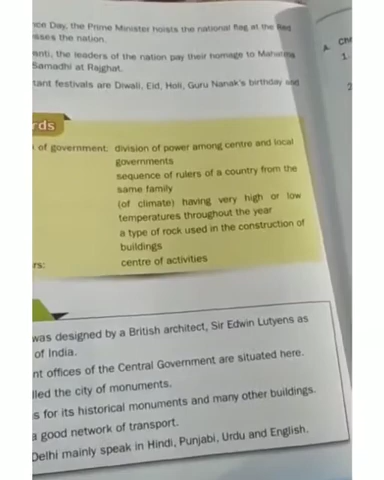 nce Day, the Prime Minister hoists the national flag at the Red
sses the nation.
anti, the leaders of the nation pay their homage to Mahatma
Samadhi at Rajghat.
tant festivals are Diwali, Eid, Holi, Guru Nanak's birthday and
rds
of government: division of power among centre and local
governments
sequence of rulers of a country from the
same family
(of climate) having very high or low
temperatures throughout the year
a type of rock used in the construction of
buildings
rs: centre of activities
was designed by a British architect, Sir Edwin Lutyens as
of India.
nt offices of the Central Government are situated here.
lled the city of monuments.
s for its historical monuments and many other buildings.
a good network of transport.
Delhi mainly speak in Hindi, Punjabi, Urdu and English.
A. Ch
1.
2